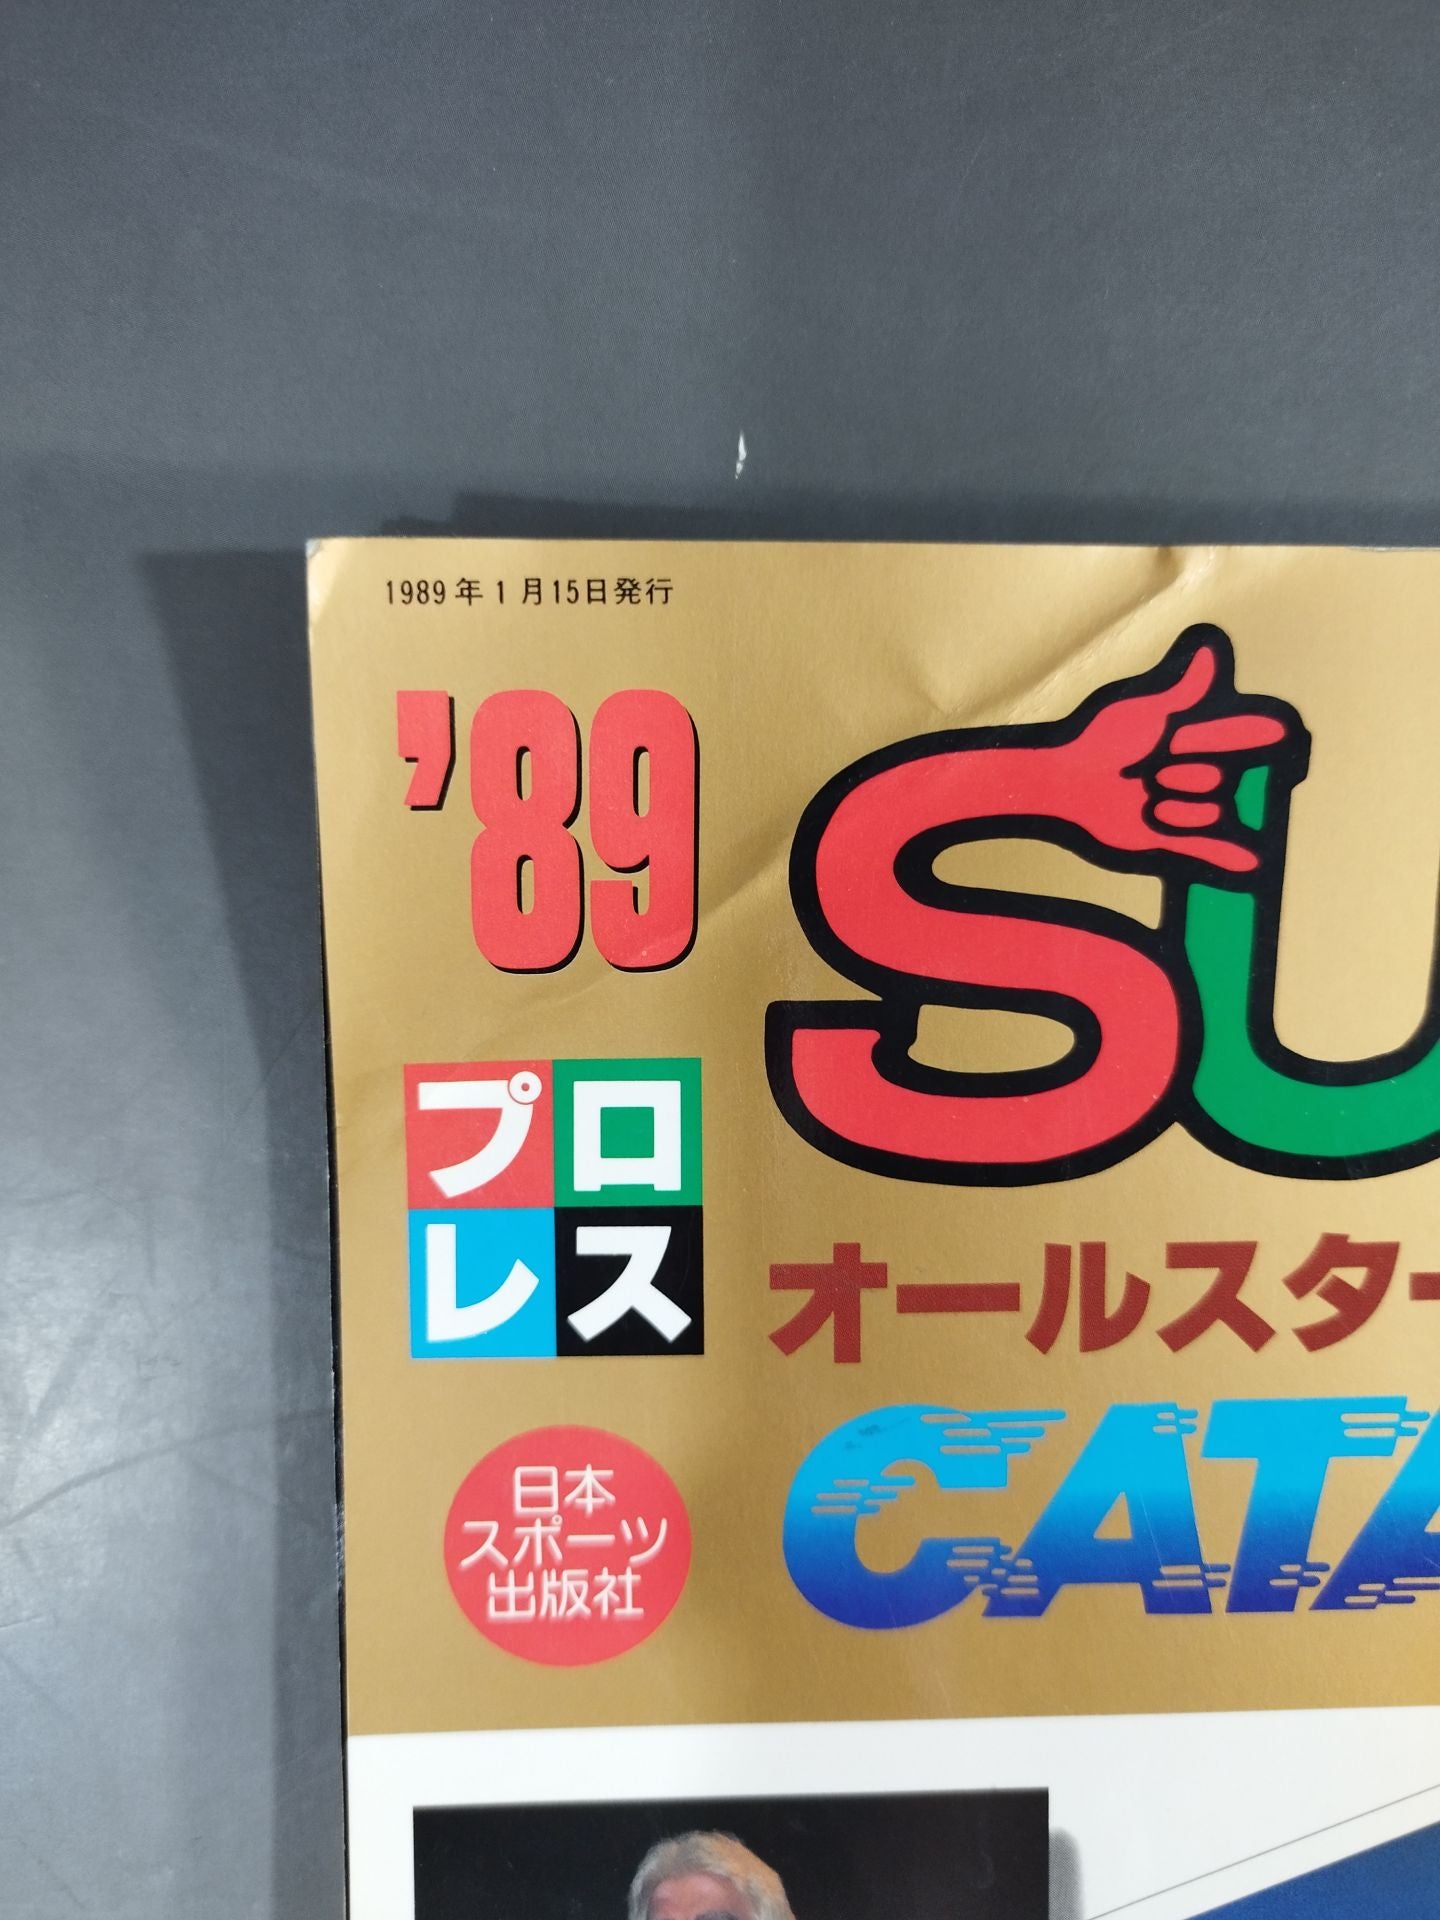 1989年1月15日発行
'89
SU
プロ
レス
オールスター
CATA
日本
スポーツ
出版社